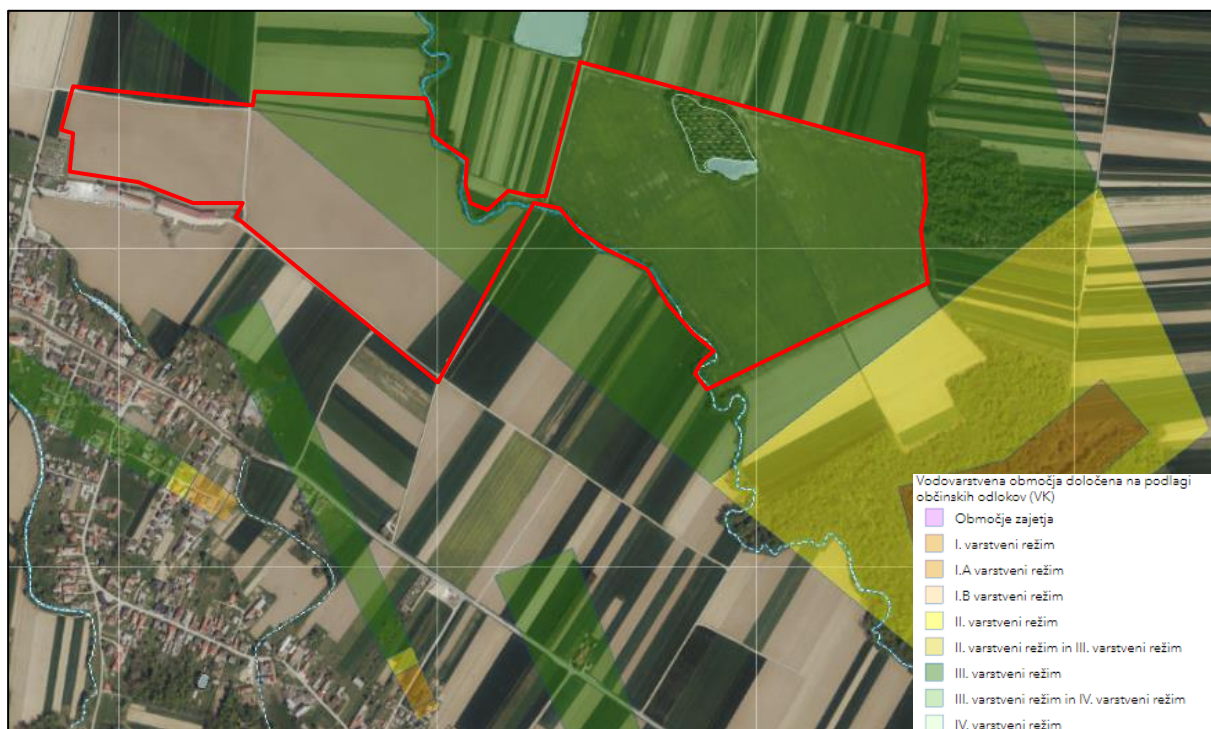 Vodovarstvena območja določena na podlagi
občinskih odlokov (VK)
Območje zajetja
I. varstveni režim
I.A varstveni režim
I.B varstveni režim
II. varstveni režim
II. varstveni režim in III. varstveni režim
III. varstveni režim
III. varstveni režim in IV. varstveni režim
IV. varstveni režim